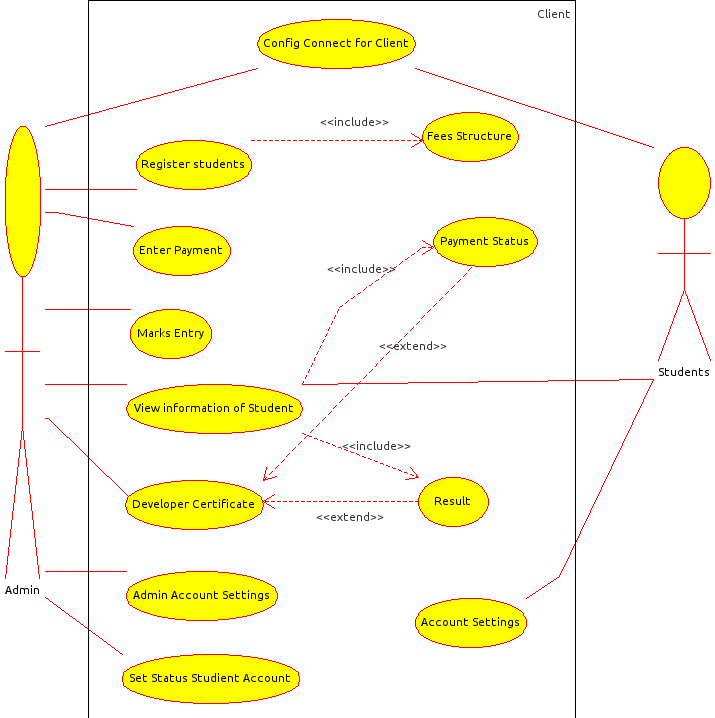 Client
Config Connect for Client
<<include>>
Fees Structure
Register students
Enter Payment
Payment Status
<<include>>
Marks Entry
<<extend>>
Students
View information of Student
<<include>>
Developer Certificate
Result
<<extend>>
Admin
Admin Account Settings
Account Settings
Set Status Studient Account